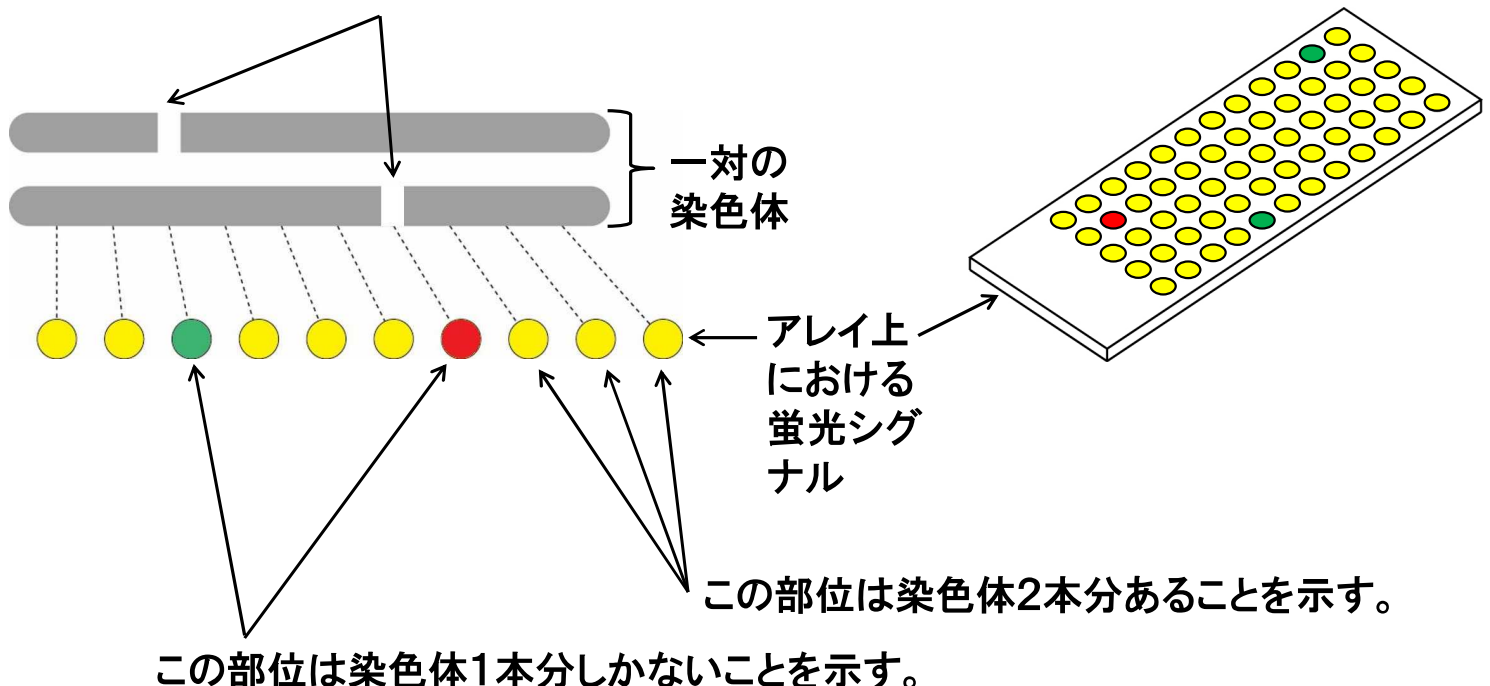 一対の
染色体
アレイ上
における
蛍光シグ
ナル
この部位は染色体2本分あることを示す。
この部位は染色体1本分しかないことを示す。